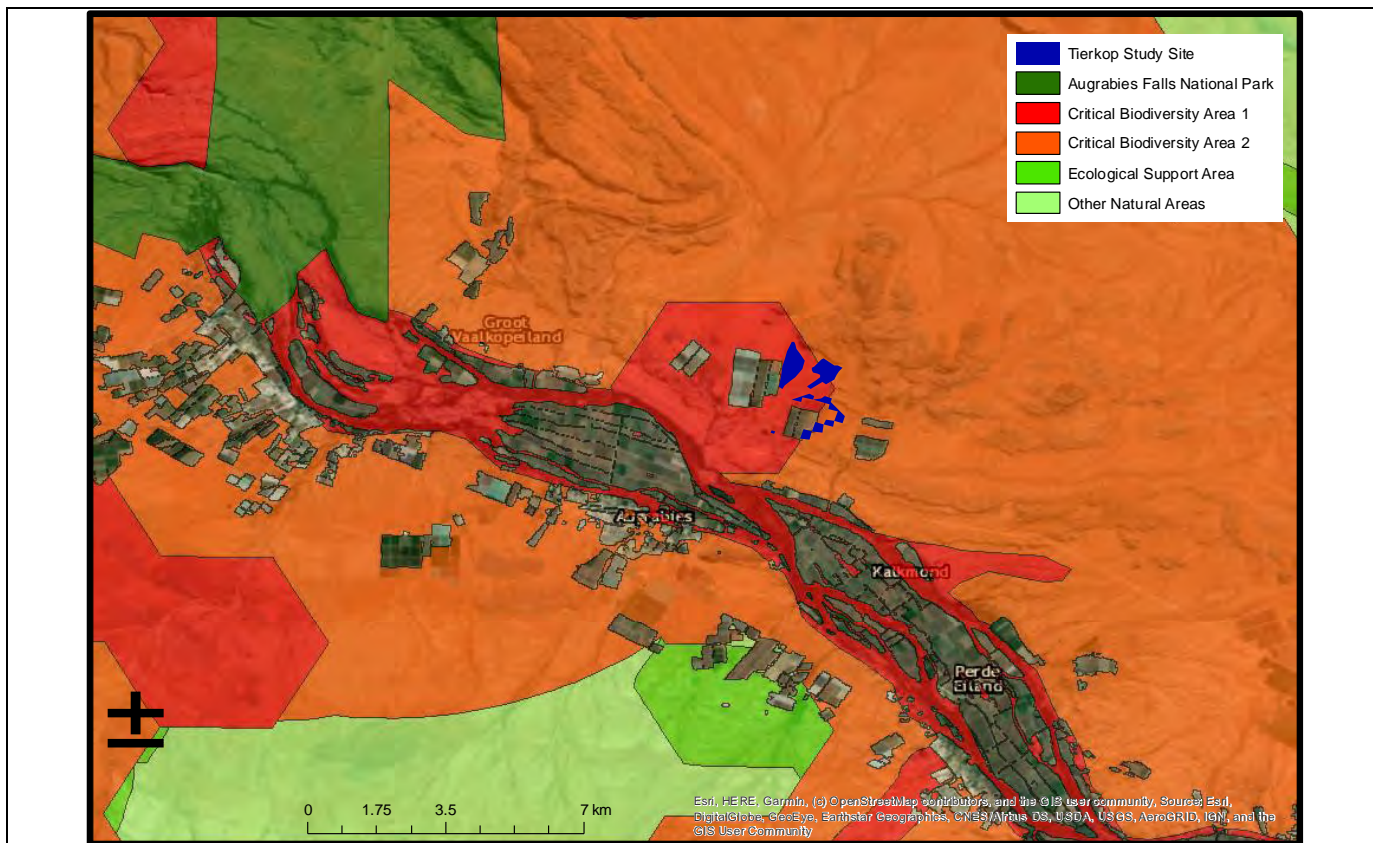 Tierkop Study Site
Augrabies Falls National Park
Critical Biodiversity Area 1
Critical Biodiversity Area 2
Ecological Support Area
Other Natural Areas
Groot
Vaalkopeiland
Augrabies
Kalkmond
Perde
Eiland
0 1.75 3.5 7 km
Esri, HERE, Garmin, (c) OpenStreetMap contributors, and the GIS user community, Source: Esri,
DigitalGlobe, GeoEye, Earthstar Geographics, CNES/Airbus DS, USDA, USGS, AeroGRID, IGN, and the
GIS User Community